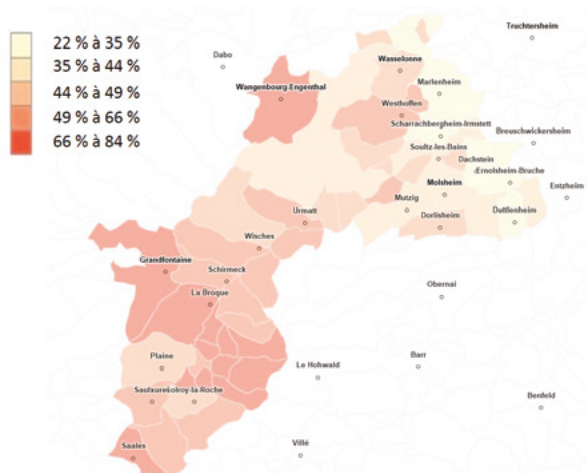 22 % à 35 %
35 % à 44 %
44 % à 49 %
49 % à 66 %
66 % à 84 %
Truchtersheim
Dabo
Wasselonne
Wangenbourg-Engenthal
Marlenheim
Westhoffen
Scharrachbergheim-Irmstett
Breuschwickersheim
Soultz-les-Bains
Dachstein
Ernolsheim-Bruche
Molsheim
Entzheim
Mutzig
Urmatt
Dorlisheim
Duttlenheim
Wisches
Grandfontaine
Schirmeck
La Broque
Obernai
Plaine
Le Hohwald
Barr
Saulxures
Colroy-la-Roche
Benfeld
Saales
Villé